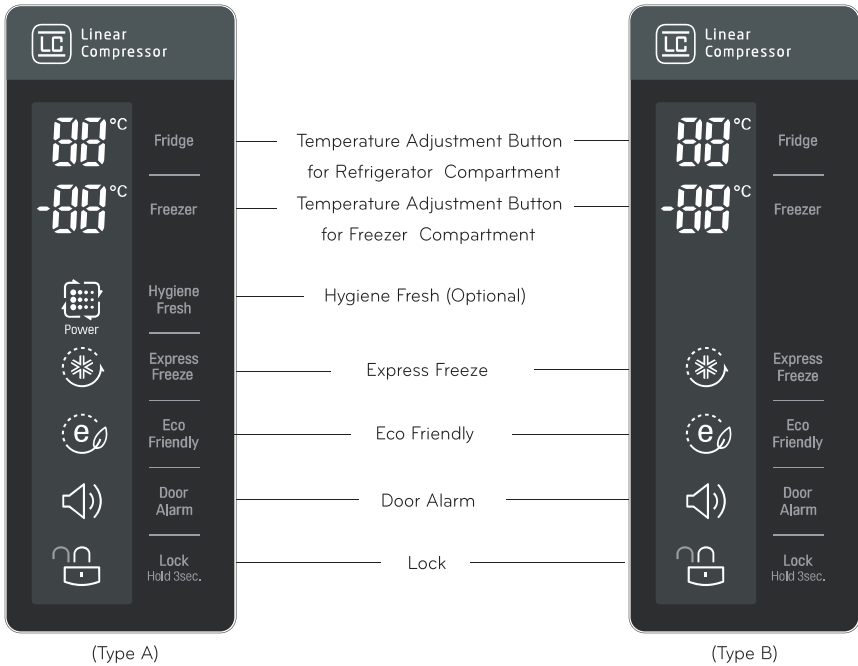 LC Linear
Compressor
88 °C
Fridge
-88 °C
Freezer
Power
Hygiene
Fresh
Express
Freeze
e
Eco
Friendly
Door
Alarm
Lock
Hold 3sec.
(Type A)
Temperature Adjustment Button
for Refrigerator Compartment
Temperature Adjustment Button
for Freezer Compartment
Hygiene Fresh (Optional)
Express Freeze
Eco Friendly
Door Alarm
Lock
LC Linear
Compressor
88 °C
Fridge
-88 °C
Freezer
Express
Freeze
e
Eco
Friendly
Door
Alarm
Lock
Hold 3sec.
(Type B)